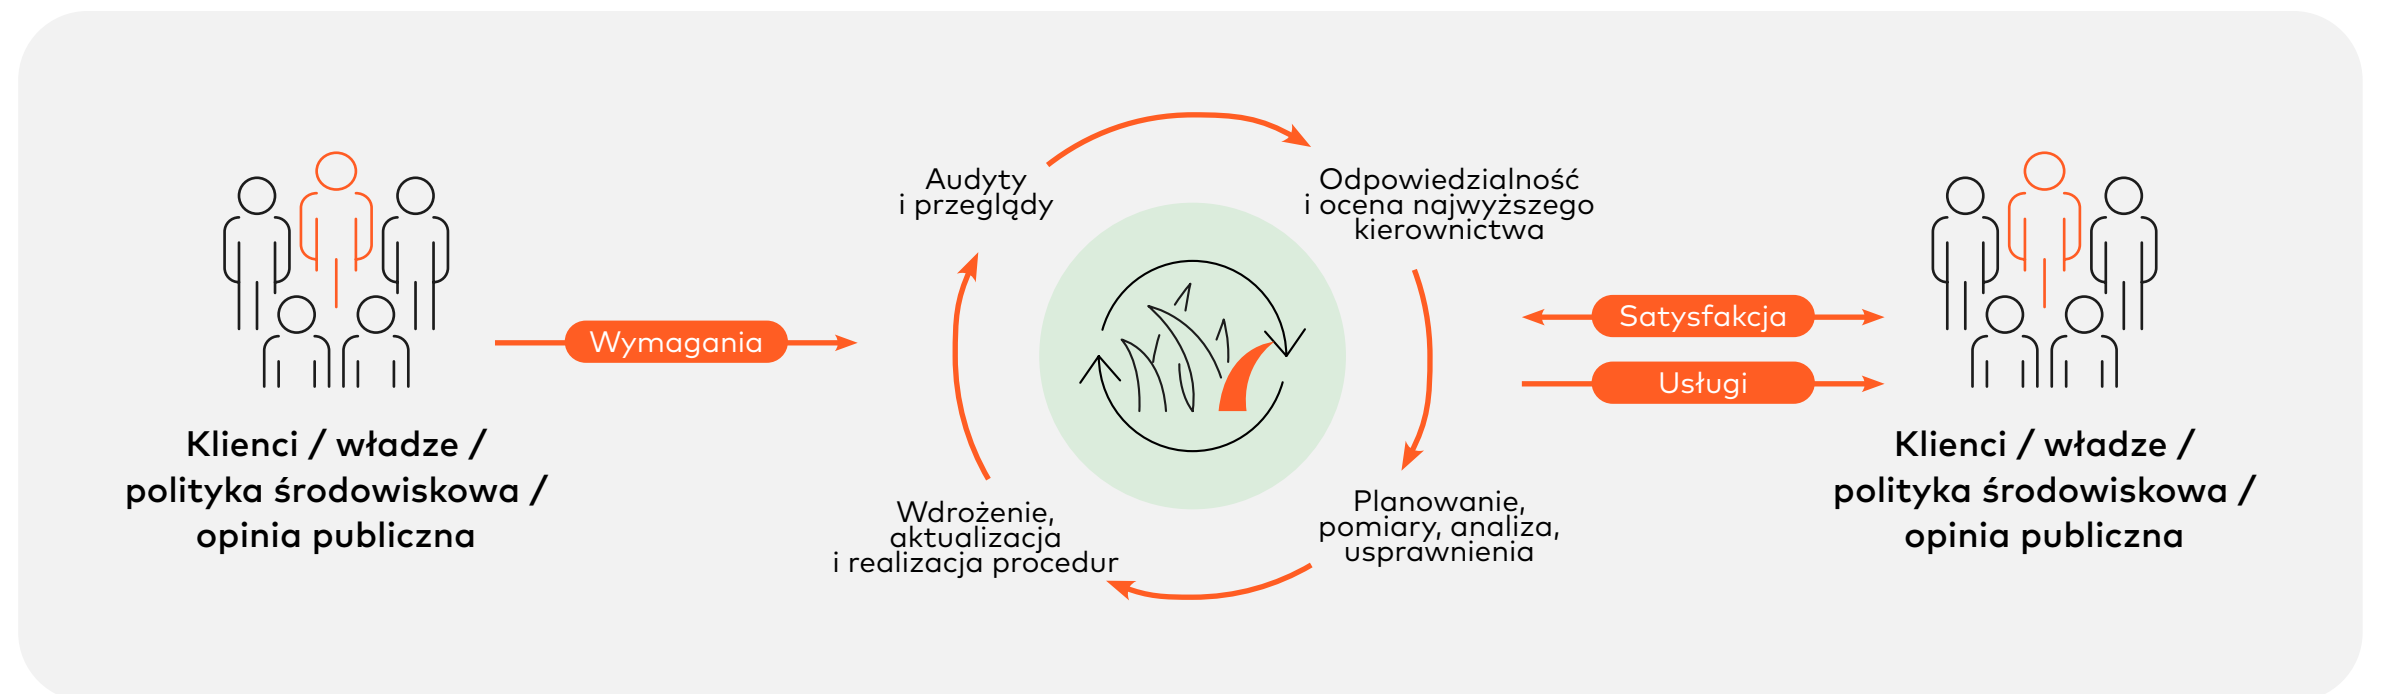 Klienci / władze /
polityka środowiskowa /
opinia publiczna
Wymagania
Audyty
i przeglądy
Odpowiedzialność
i ocena najwyższego
kierownictwa
Planowanie,
pomiary, analiza,
usprawnienia
Wdrożenie,
aktualizacja
i realizacja procedur
Satysfakcja
Usługi
Klienci / władze /
polityka środowiskowa /
opinia publiczna